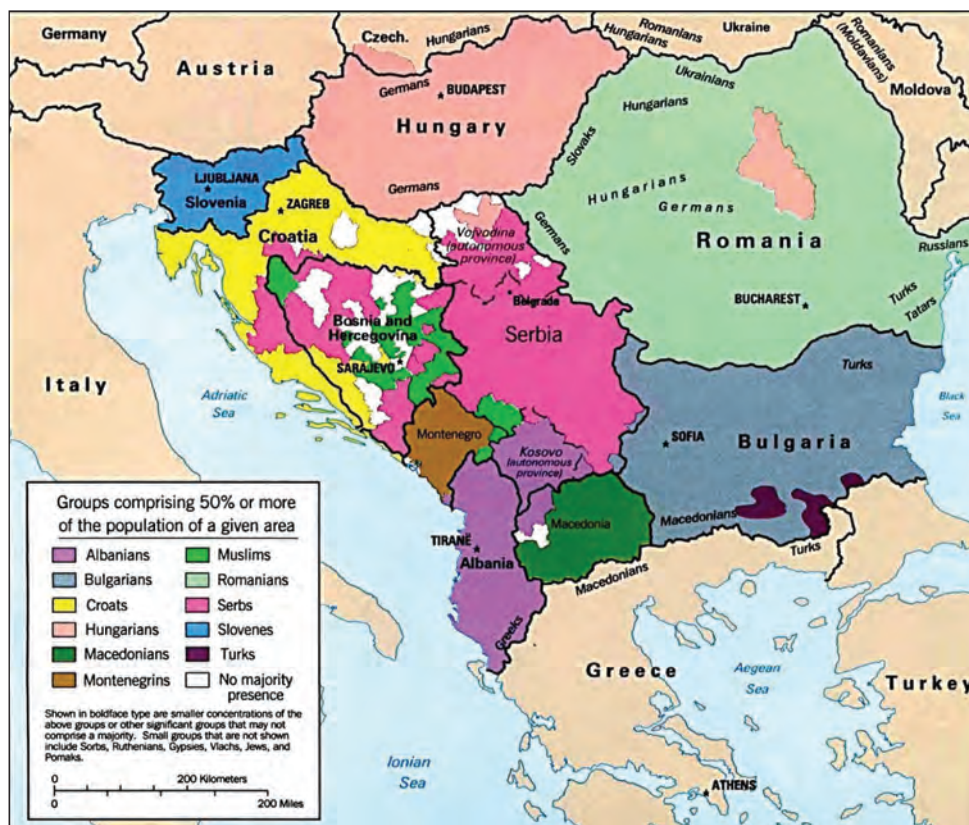 Germany
Czech.
Hungarians
Romanians
Hungarians
Ukraine
Romanians
(Moldavians)
Moldova
Austria
Germans
BUDAPEST
Hungary
Ukrainians
Hungarians
Slovaks
LJUBLJANA
Slovenia
ZAGREB
Croatia
Germans
Hungarians
Germans
Romania
Russians
Vojvodina
(autonomous
province)
Germans
Belgrade
BUCHAREST
Turks
Tatars
Bosnia and
Hercegovina
SARAJEVO
Serbia
Italy
Adriatic
Sea
Turks
Black
Sea
Montenegro
Kosovo
(autonomous
province)
SOFIA
Bulgaria
Macedonia
Macedonians
Turks
TIRANË
Albania
Macedonians
Greeks
Greece
Aegean
Sea
Turkey
Ionian
Sea
ATHENS
Groups comprising 50% or more
of the population of a given area
Albanians
Muslims
Bulgarians
Romanians
Croats
Serbs
Hungarians
Slovenes
Macedonians
Turks
Montenegrins
No majority
presence
Shown in boldface type are smaller concentrations of the
above groups or other significant groups that may not
comprise a majority. Small groups that are not shown
include Sorbs, Ruthenians, Gypsies, Vlachs, Jews, and
Pomaks.
0 200 Kilometers
0 200 Miles